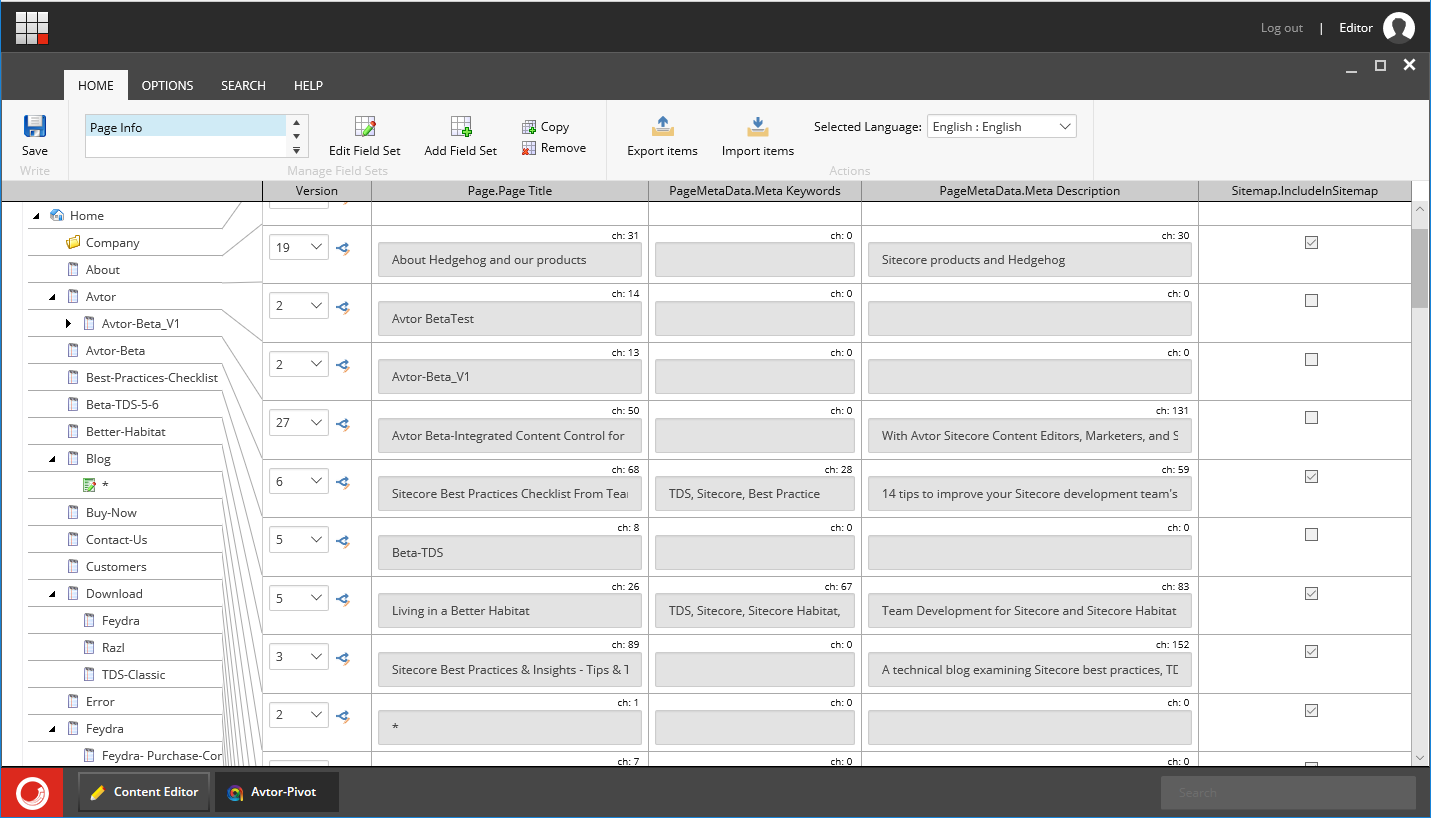 Log out | Editor
HOME OPTIONS SEARCH HELP
Save
Write
Page Info
Edit Field Set
Add Field Set
Copy
Remove
Manage Field Sets
Export items
Import items
Selected Language: English : English
Actions
Version Page.Page Title PageMetaData.Meta Keywords PageMetaData.Meta Description Sitemap.IncludeInSitemap
Home
Company
About
Avtor
Avtor-Beta_V1
Avtor-Beta
Best-Practices-Checklist
Beta-TDS-5-6
Better-Habitat
Blog
*
Buy-Now
Contact-Us
Customers
Download
Feydra
Razl
TDS-Classic
Error
Feydra
Feydra- Purchase-Cor
ch: 31 ch: 0 ch: 30
19 About Hedgehog and our products Sitecore products and Hedgehog
ch: 14 ch: 0 ch: 0
2 Avtor BetaTest
ch: 13 ch: 0 ch: 0
2 Avtor-Beta_V1
ch: 50 ch: 0 ch: 131
27 Avtor Beta-Integrated Content Control for With Avtor Sitecore Content Editors, Marketers, and S
ch: 68 ch: 28 ch: 59
6 Sitecore Best Practices Checklist From Tear TDS, Sitecore, Best Practice 14 tips to improve your Sitecore development team's
ch: 8 ch: 0 ch: 0
5 Beta-TDS
ch: 26 ch: 67 ch: 83
5 Living in a Better Habitat TDS, Sitecore, Sitecore Habitat, Team Development for Sitecore and Sitecore Habitat
ch: 89 ch: 0 ch: 152
3 Sitecore Best Practices & Insights - Tips & T A technical blog examining Sitecore best practices, TD
ch: 1 ch: 0 ch: 0
2 *
ch: 7 ch: 0 ch: 0
Content Editor Avtor-Pivot Search